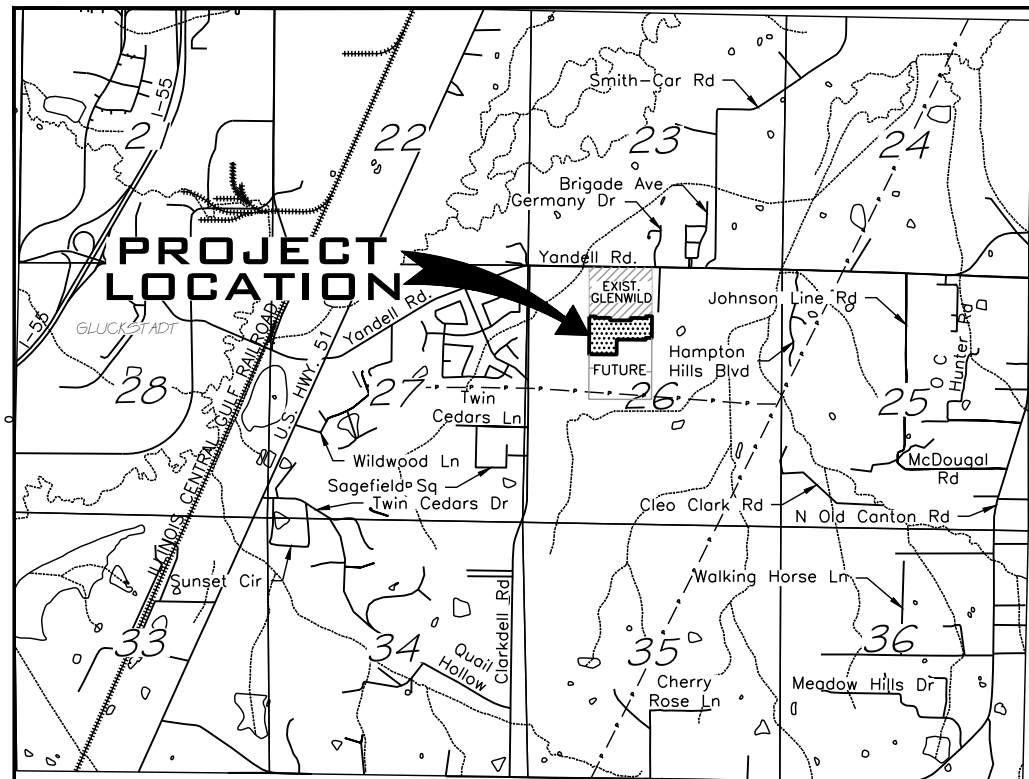 I-55
Smith-Car Rd
2
22
23
24
Brigade Ave
Germany Dr
Yandell Rd.
PROJECT
LOCATION
EXIST.
GLENWILD
Johnson Line Rd
I-55
GLUCKSTADT
Yandell Rd.
U.S. HWY. 51
ILLINOIS CENTRAL GULF RAILROAD
Hampton
Hills Blvd
O C
Hunter Rd
FUTURE
28
27
26
25
Twin
Cedars Ln
Wildwood Ln
McDougal
Rd
Sagefield Sq
Twin Cedars Dr
Cleo Clark Rd
N Old Canton Rd
Sunset Cir
Clarkdell Rd
Walking Horse Ln
33
34
35
36
Quail
Hollow
Cherry
Rose Ln
Meadow Hills Dr